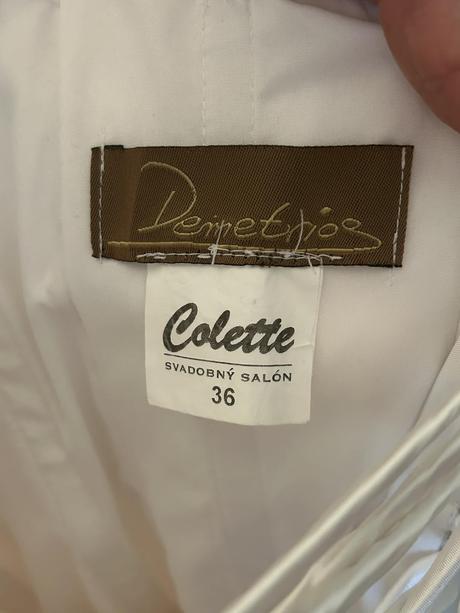 Demetrios
Colette
SVADOBNÝ SALÓN
36